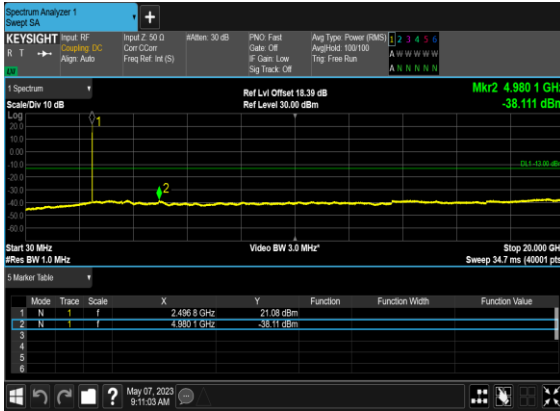 Spectrum Analyzer 1
Swept SA
+
KEYSIGHT Input: RF Input Z: 50 Ω #Atten: 30 dB PNO: Fast Avg Type: Power (RMS) 1 2 3 4 5 6
R T Coupling: DC Corr CCorr Gate: Off Avg|Hold: 100/100 A W W W W W
Align: Auto Freq Ref: Int (S) IF Gain: Low Trig: Free Run
Sig Track: Off A N N N N N
1 Spectrum Ref Lvl Offset 18.39 dB Mkr2 4.980 1 GHz
Scale/Div 10 dB Ref Level 30.00 dBm -38.111 dBm
Log
20.0
10.0
0.00
-10.0
-20.0
-30.0
-40.0
-50.0
-60.0
1
2
DL1 -13.00 dBm
Start 30 MHz Video BW 3.0 MHz* Stop 20.000 GHz
#Res BW 1.0 MHz Sweep 34.7 ms (40001 pts)
5 Marker Table
Mode Trace Scale X Y Function Function Width Function Value
1 N 1 f 2.496 8 GHz 21.08 dBm
2 N 1 f 4.980 1 GHz -38.11 dBm
3
4
5
6
? May 07, 2023
9:11:03 AM